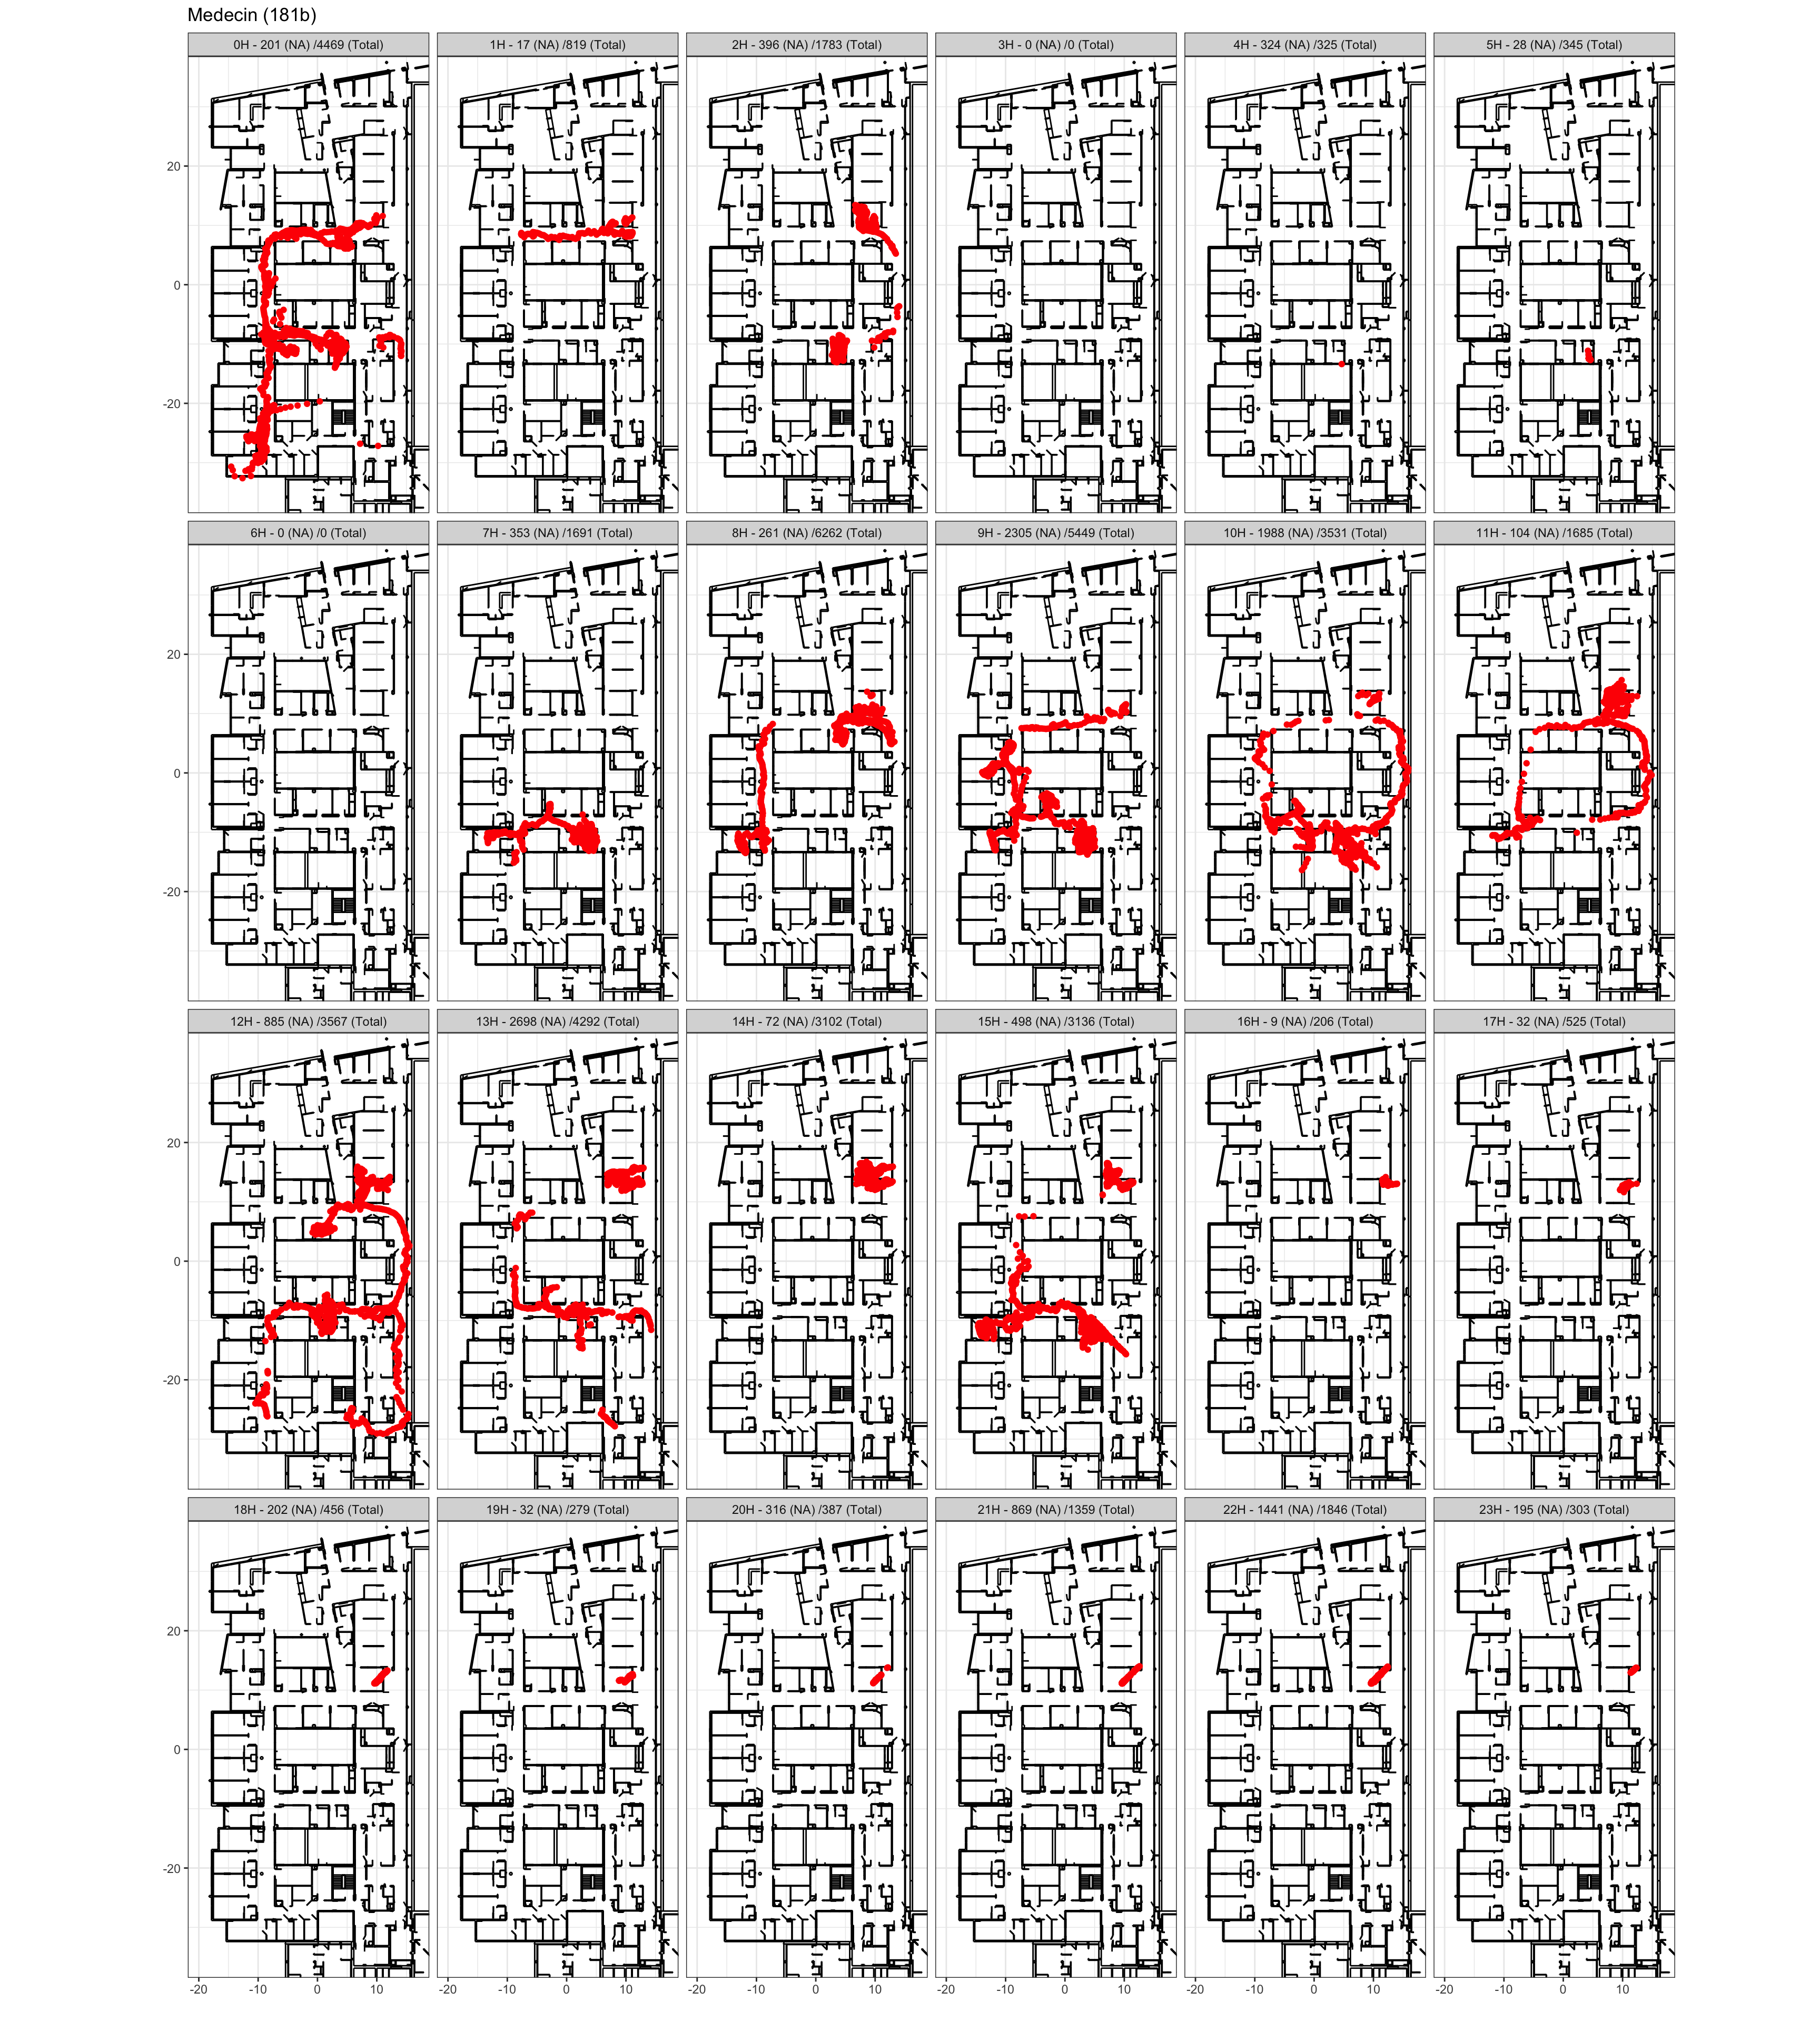 Medecin (181b)
0H - 201 (NA) /4469 (Total)
1H - 17 (NA) /819 (Total)
2H - 396 (NA) /1783 (Total)
3H - 0 (NA) /0 (Total)
4H - 324 (NA) /325 (Total)
5H - 28 (NA) /345 (Total)
20
0
-20
6H - 0 (NA) /0 (Total)
7H - 353 (NA) /1691 (Total)
8H - 261 (NA) /6262 (Total)
9H - 2305 (NA) /5449 (Total)
10H - 1988 (NA) /3531 (Total)
11H - 104 (NA) /1685 (Total)
20
0
-20
12H - 885 (NA) /3567 (Total)
13H - 2698 (NA) /4292 (Total)
14H - 72 (NA) /3102 (Total)
15H - 498 (NA) /3136 (Total)
16H - 9 (NA) /206 (Total)
17H - 32 (NA) /525 (Total)
20
0
-20
18H - 202 (NA) /456 (Total)
19H - 32 (NA) /279 (Total)
20H - 316 (NA) /387 (Total)
21H - 869 (NA) /1359 (Total)
22H - 1441 (NA) /1846 (Total)
23H - 195 (NA) /303 (Total)
20
0
-20
-20 -10 0 10
-20 -10 0 10
-20 -10 0 10
-20 -10 0 10
-20 -10 0 10
-20 -10 0 10